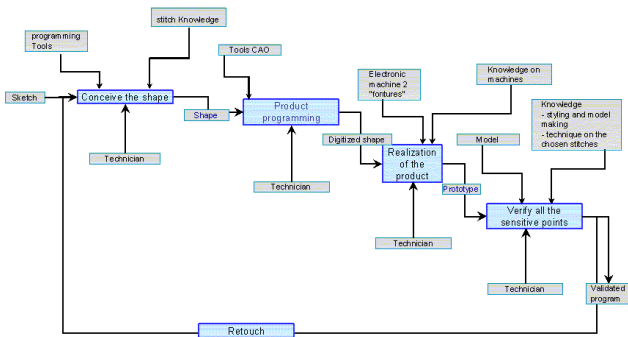 stitch Knowledge
programming
Tools
Tools CAO
Electronic
machine 2
"fontures"
Knowledge on
machines
Sketch
Conceive the shape
Shape
Product
programming
Knowledge
- styling and model
making
- technique on the
chosen stitches
Digitized shape
Model
Realization
of the
product
Technician
Technician
Prototype
Verify all the
sensitive points
Technician
Technician
Validated
program
Retouch